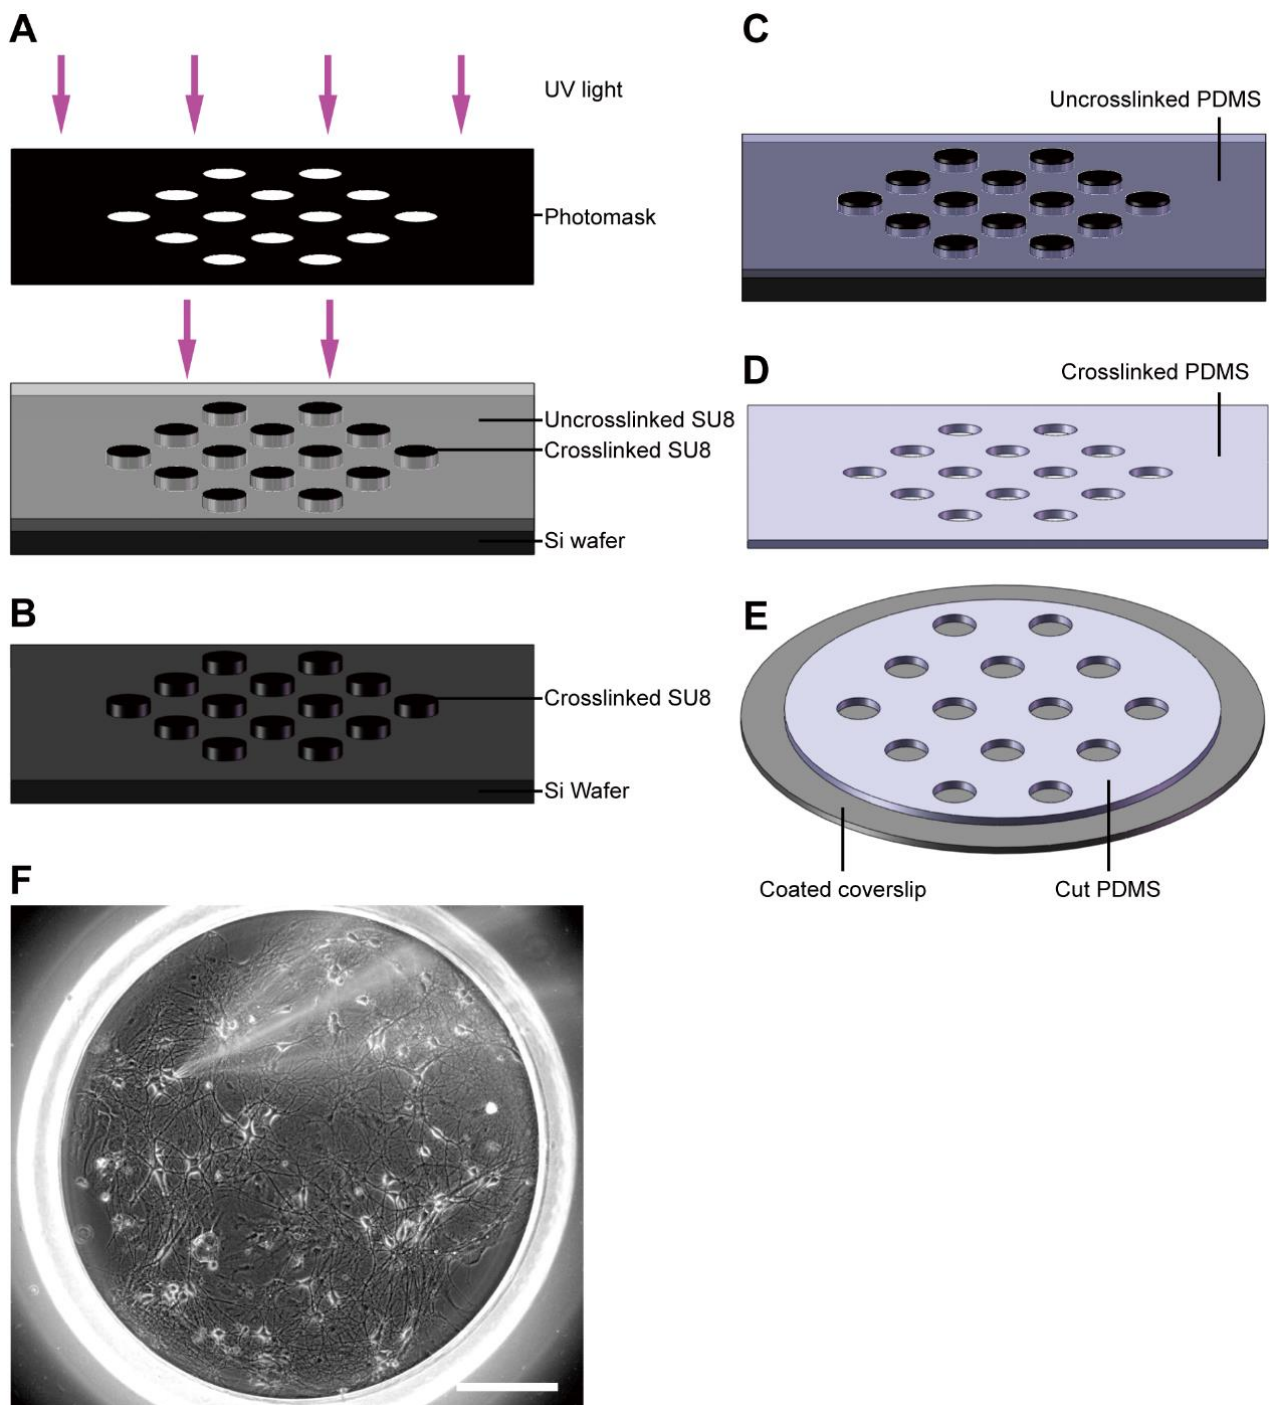 A
UV light
Photomask
Uncrosslinked SU8
Crosslinked SU8
Si wafer
B
Crosslinked SU8
Si Wafer
C
Uncrosslinked PDMS
D
Crosslinked PDMS
E
Coated coverslip
Cut PDMS
F